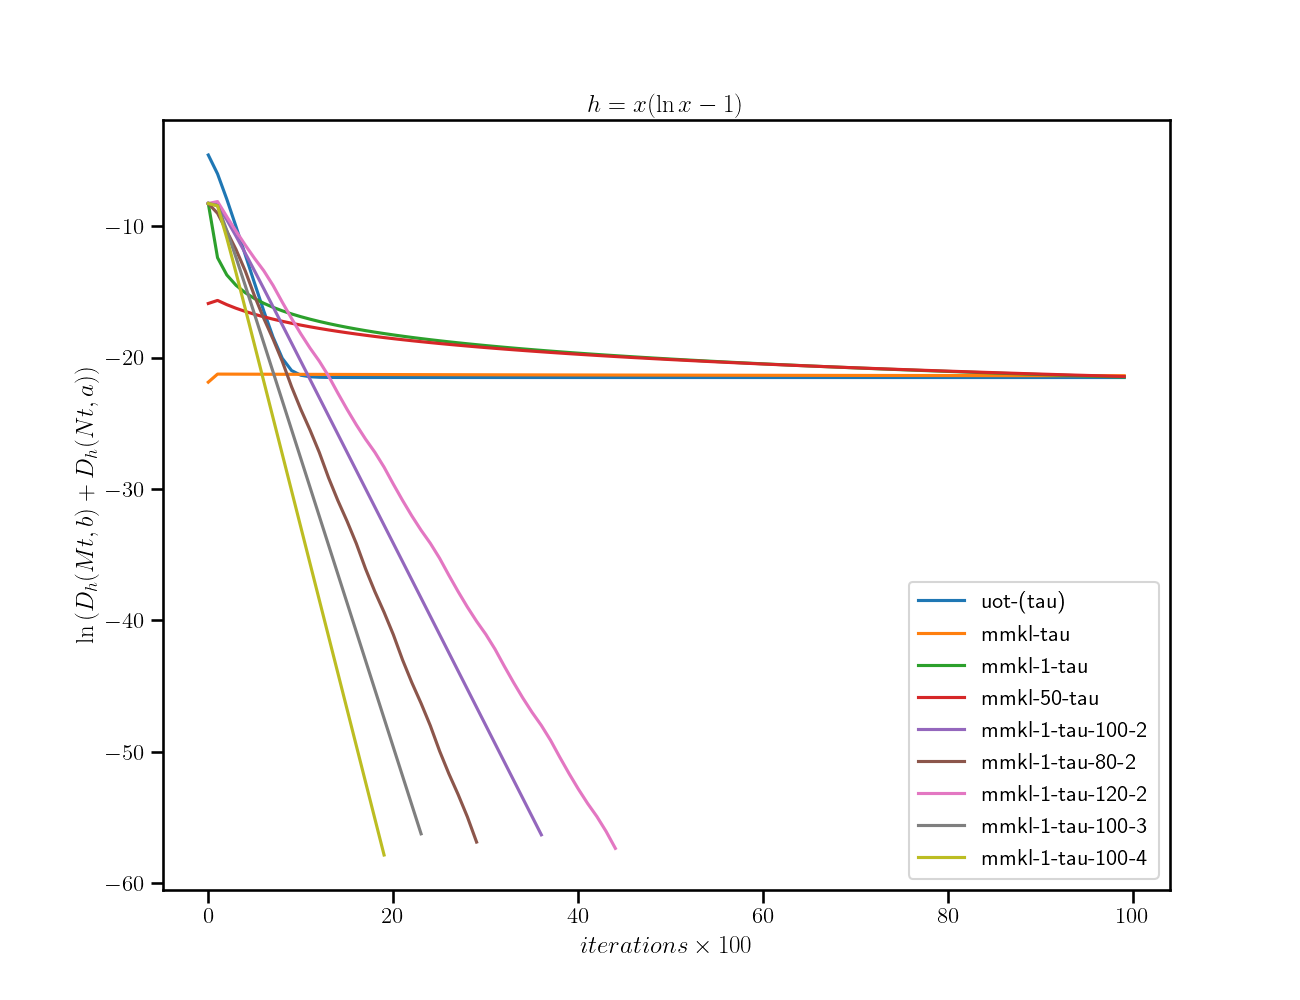 h = x(ln x − 1)
ln (D_h(Mt, b) + D_h(Nt, a))
−10
−20
−30
−40
−50
−60
0 20 40 60 80 100
iterations × 100
uot-(tau)
mmkl-tau
mmkl-1-tau
mmkl-50-tau
mmkl-1-tau-100-2
mmkl-1-tau-80-2
mmkl-1-tau-120-2
mmkl-1-tau-100-3
mmkl-1-tau-100-4